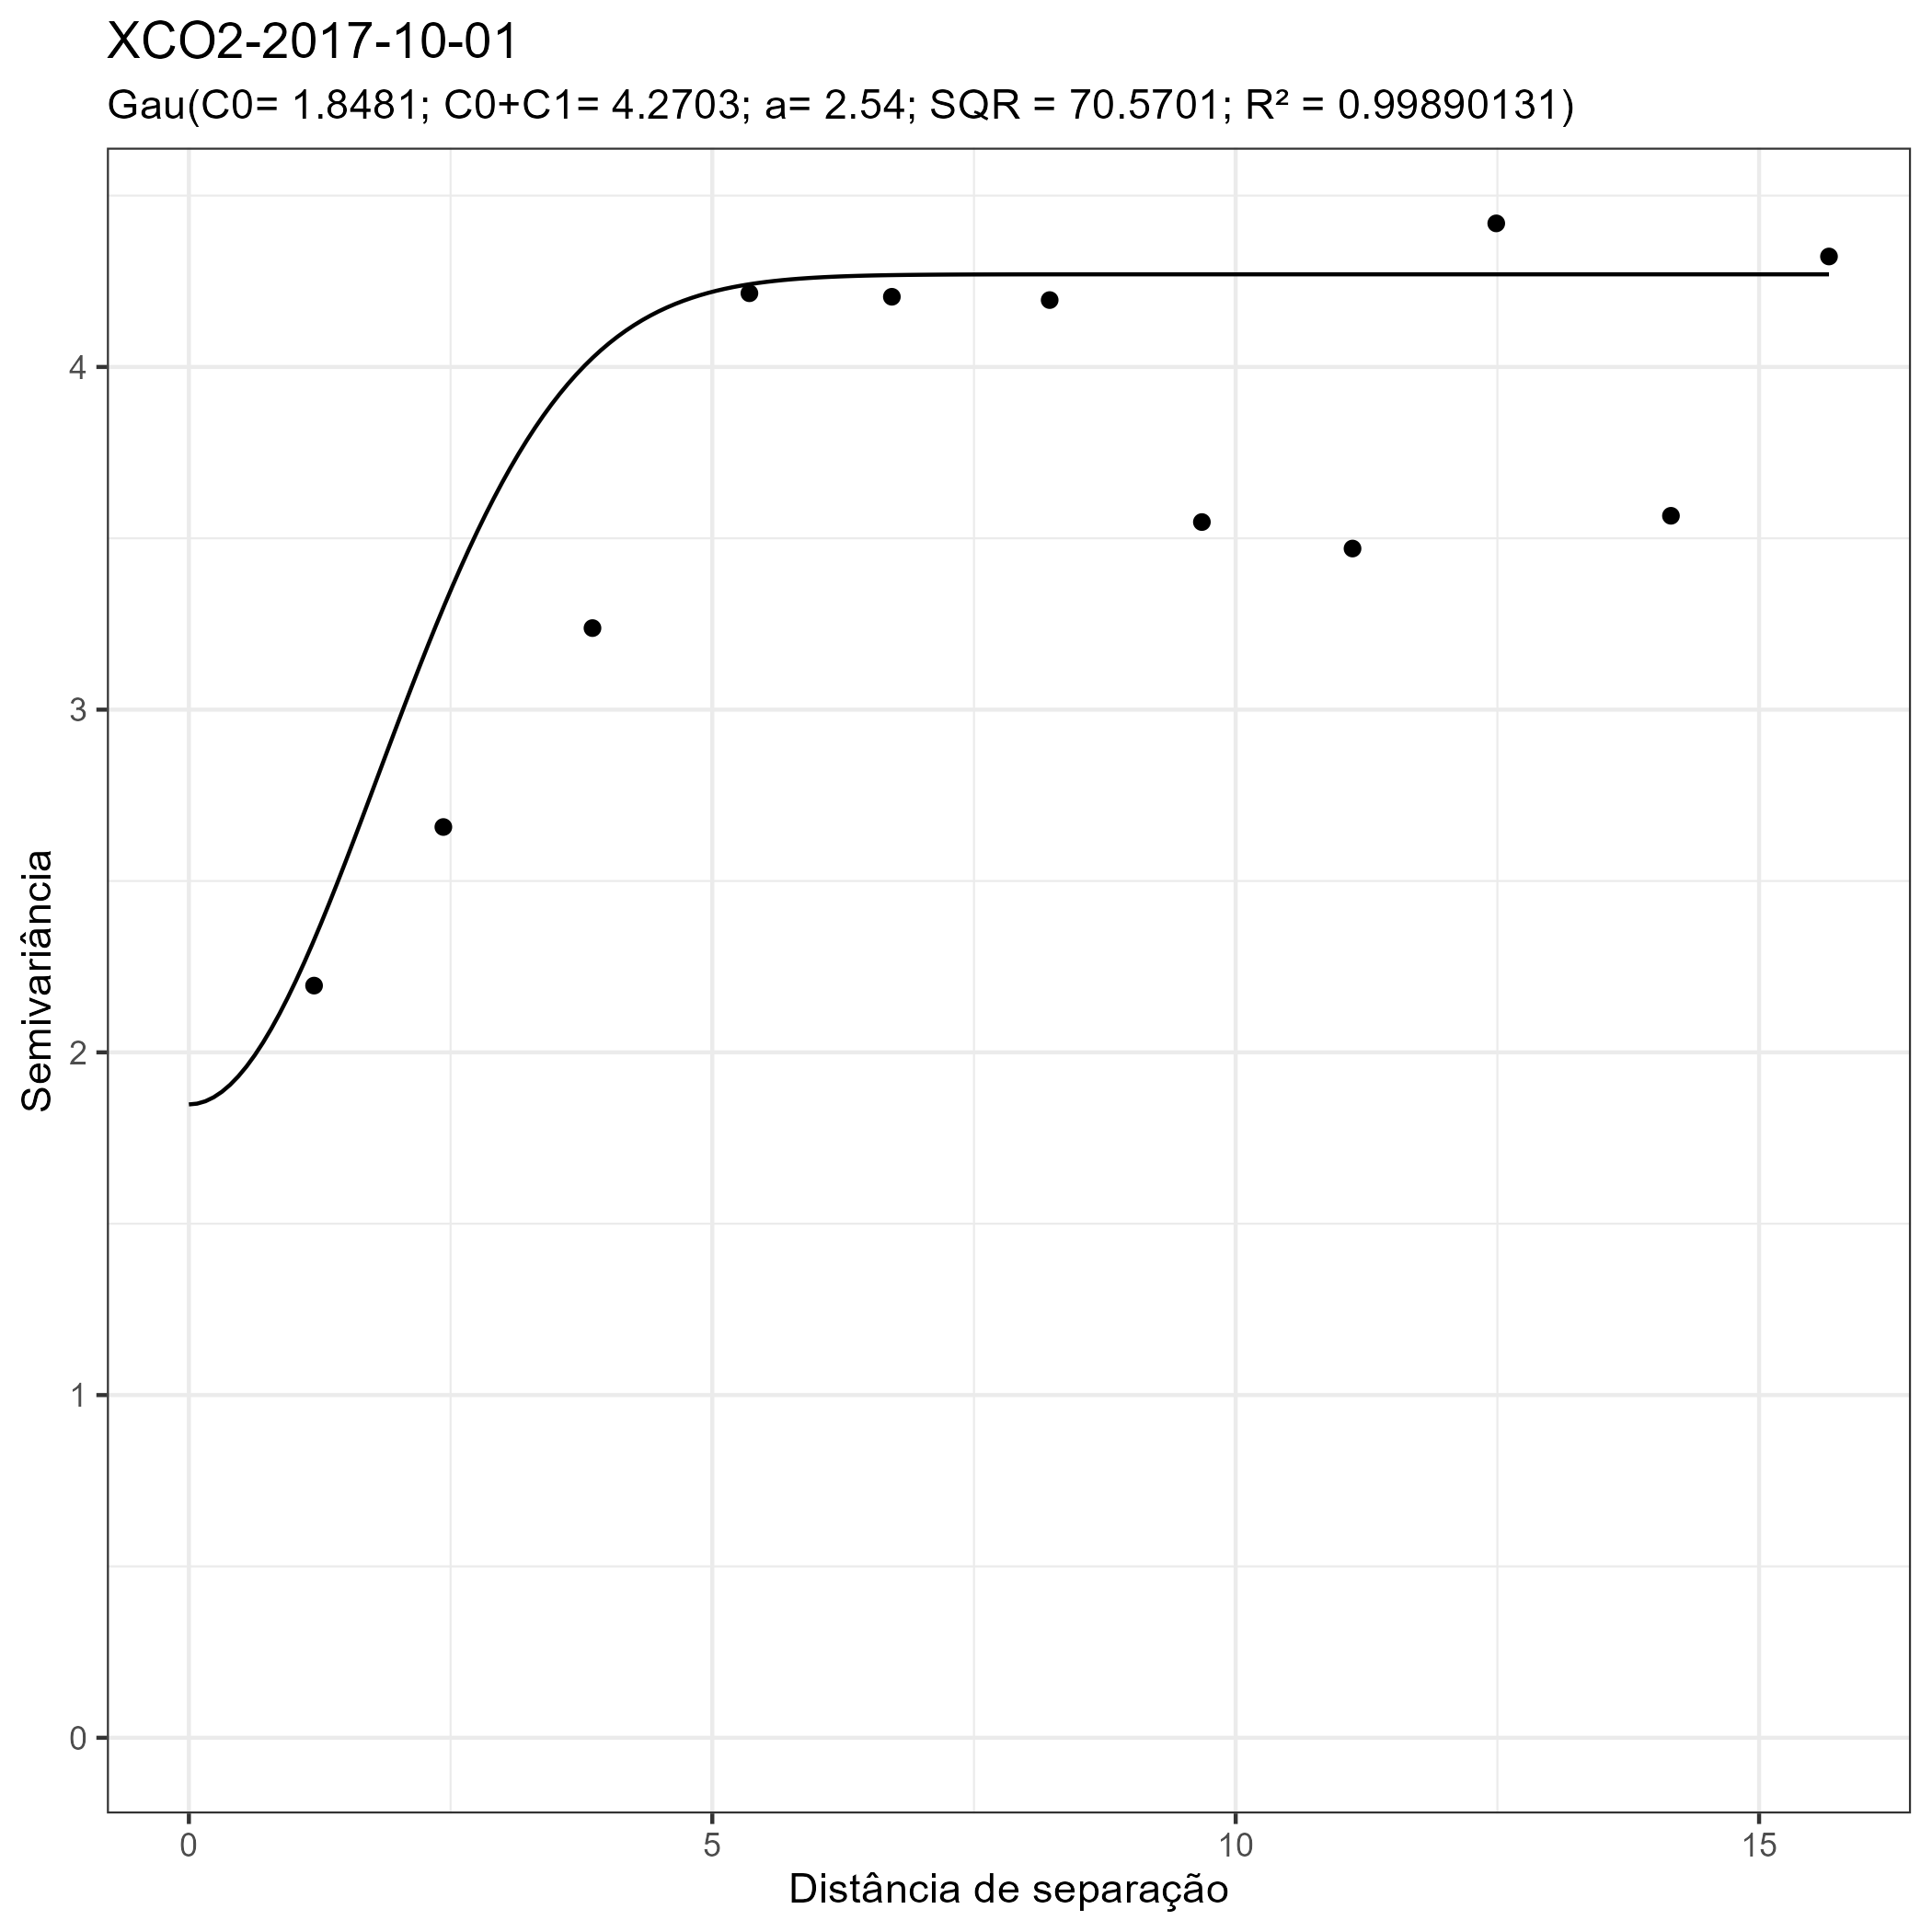 XCO2-2017-10-01
Gau(C0= 1.8481; C0+C1= 4.2703; a= 2.54; SQR = 70.5701; R² = 0.99890131)
Semivariância
4
3
2
1
0
0
5
10
15
Distância de separação